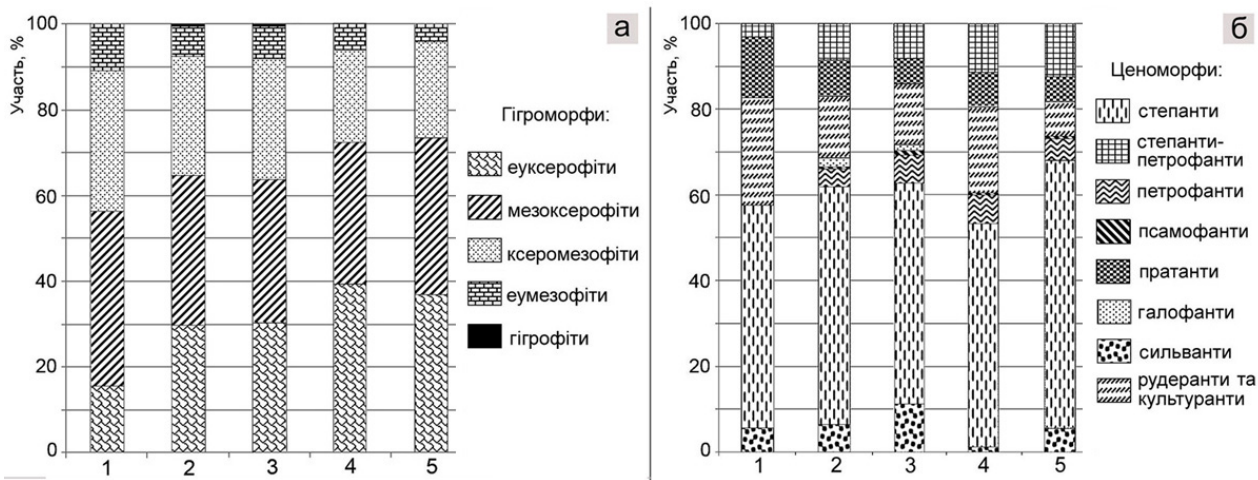 а
Участь, %
100
80
60
40
20
0
1 2 3 4 5
Гігроморфи:
еуксерофіти
мезоксерофіти
ксеромезофіти
еумезофіти
гігрофіти
б
Участь, %
100
80
60
40
20
0
1 2 3 4 5
Ценоморфи:
степанти
степанти-
петрофанти
петрофанти
псамофанти
пратанти
галофанти
сильванти
рудеранти та
культуранти